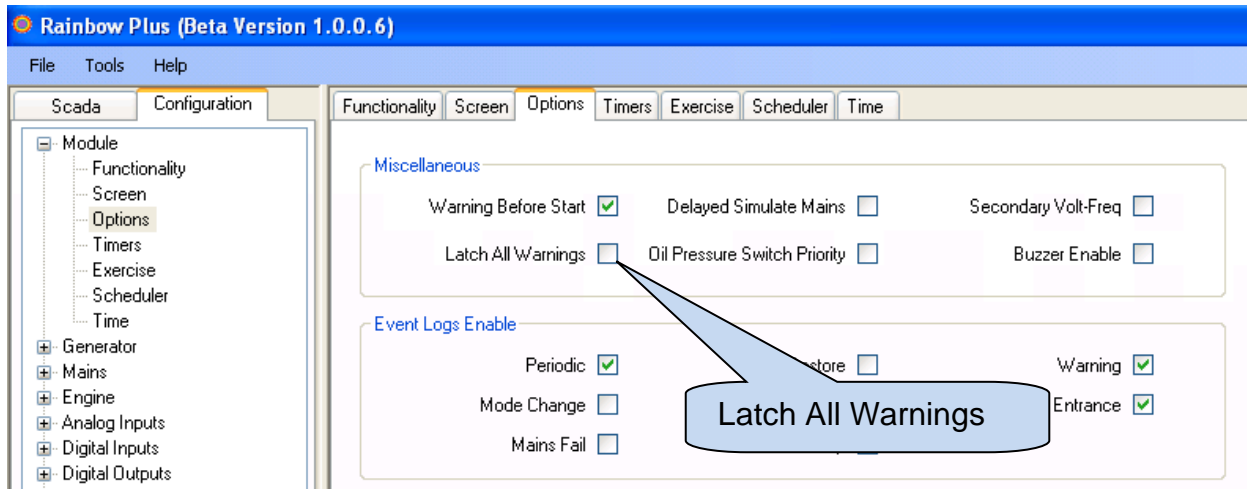 Rainbow Plus (Beta Version 1.0.0.6)
File Tools Help
Scada Configuration
Functionality Screen Options Timers Exercise Scheduler Time
Module
Functionality
Screen
Options
Timers
Exercise
Scheduler
Time
Generator
Mains
Engine
Analog Inputs
Digital Inputs
Digital Outputs
Miscellaneous
Warning Before Start Delayed Simulate Mains Secondary Volt-Freq
Latch All Warnings Oil Pressure Switch Priority Buzzer Enable
Event Logs Enable
Periodic Warning
Mode Change Entrance
Mains Fail
Latch All Warnings